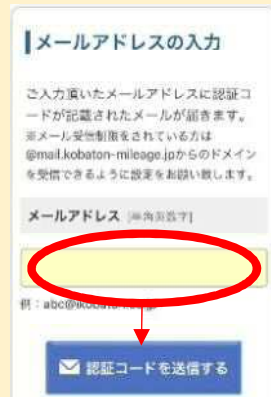 メールアドレスの入力
ご入力頂いたメールアドレスに認証コ
ードが記載されたメールが届きます。
※メール受信制限をされている方は
@mail.kobaton-mileage.jpからのドメイン
を受信できるように設定をお願い致します。
メールアドレス [半角英数字]
例：abc@
認証コードを送信する